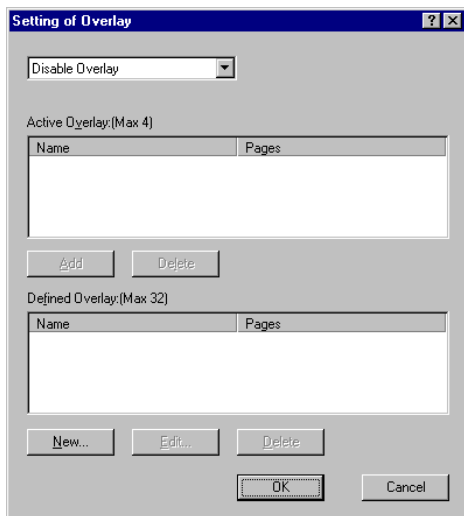 Setting of Overlay
Disable Overlay
Active Overlay:(Max 4)
Name Pages
Add Delete
Defined Overlay:(Max 32)
Name Pages
New... Edit... Delete
OK Cancel